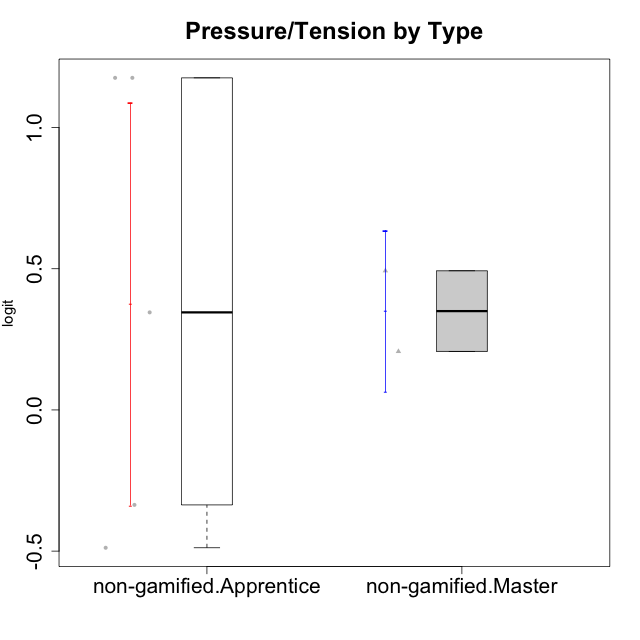 Pressure/Tension by Type
logit
1.0
0.5
0.0
-0.5
non-gamified.Apprentice
non-gamified.Master